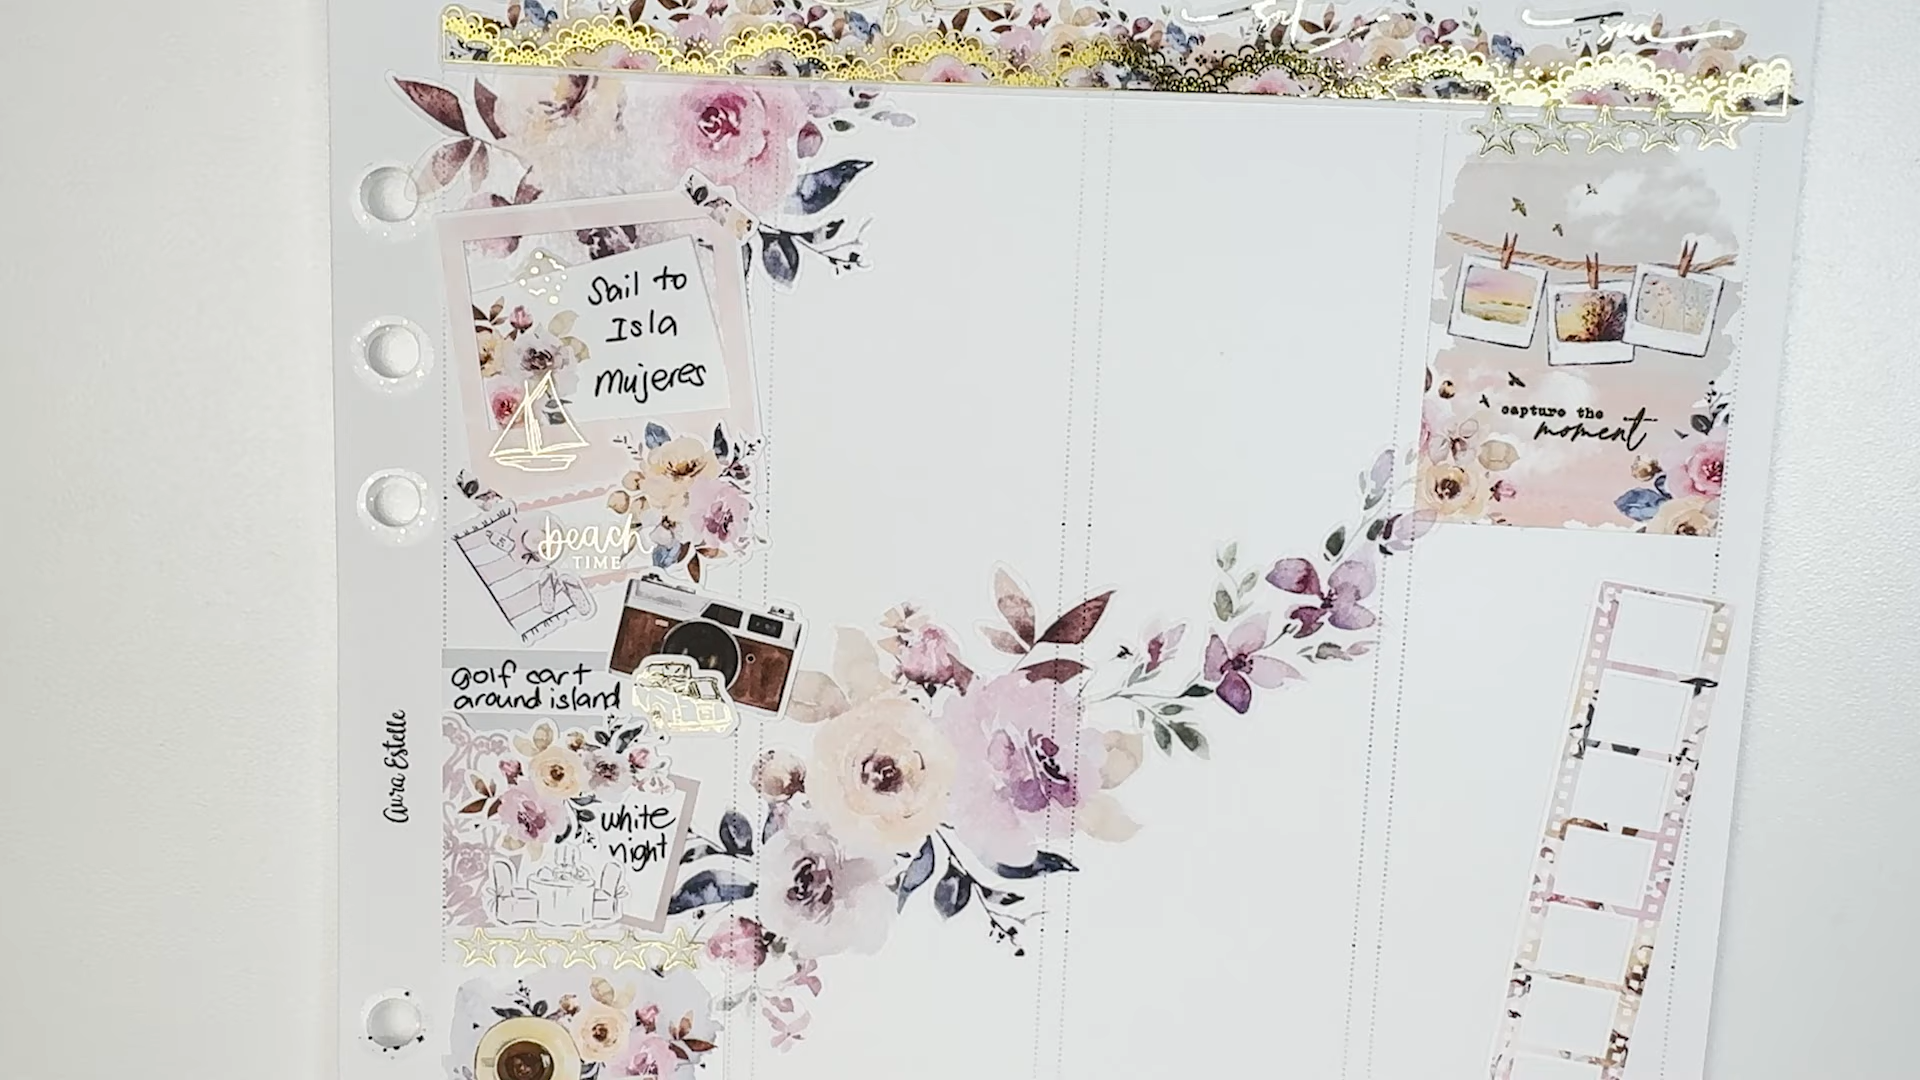 sat
sun
Sail to
Isla
mujeres
capture the
moment
beach
TIME
golf cart
around island
Aura Estelle
white
night